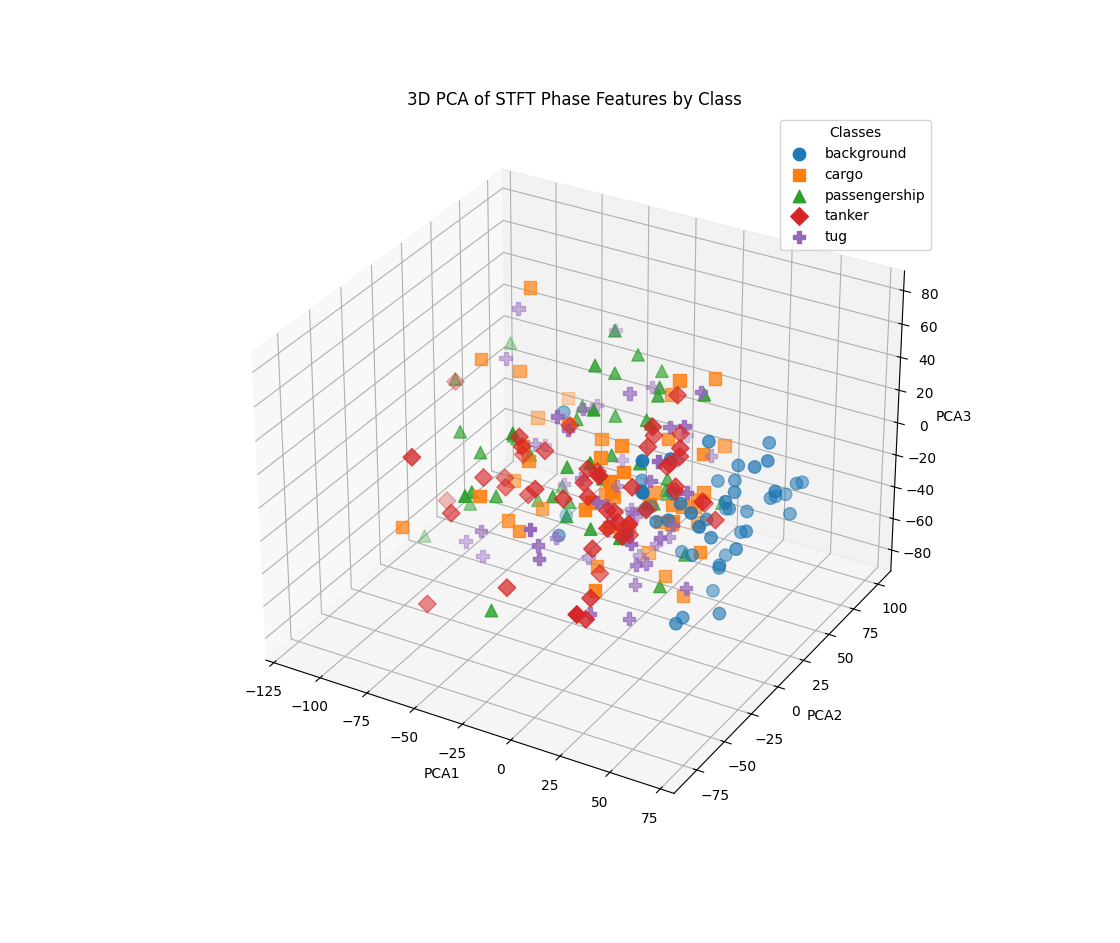 3D PCA of STFT Phase Features by Class
Classes
background
cargo
passengership
tanker
tug
80
60
40
20
0
−20
−40
−60
−80
PCA3
100
75
50
25
0
−25
−50
−75
PCA2
−125
−100
−75
−50
−25
0
25
50
75
PCA1